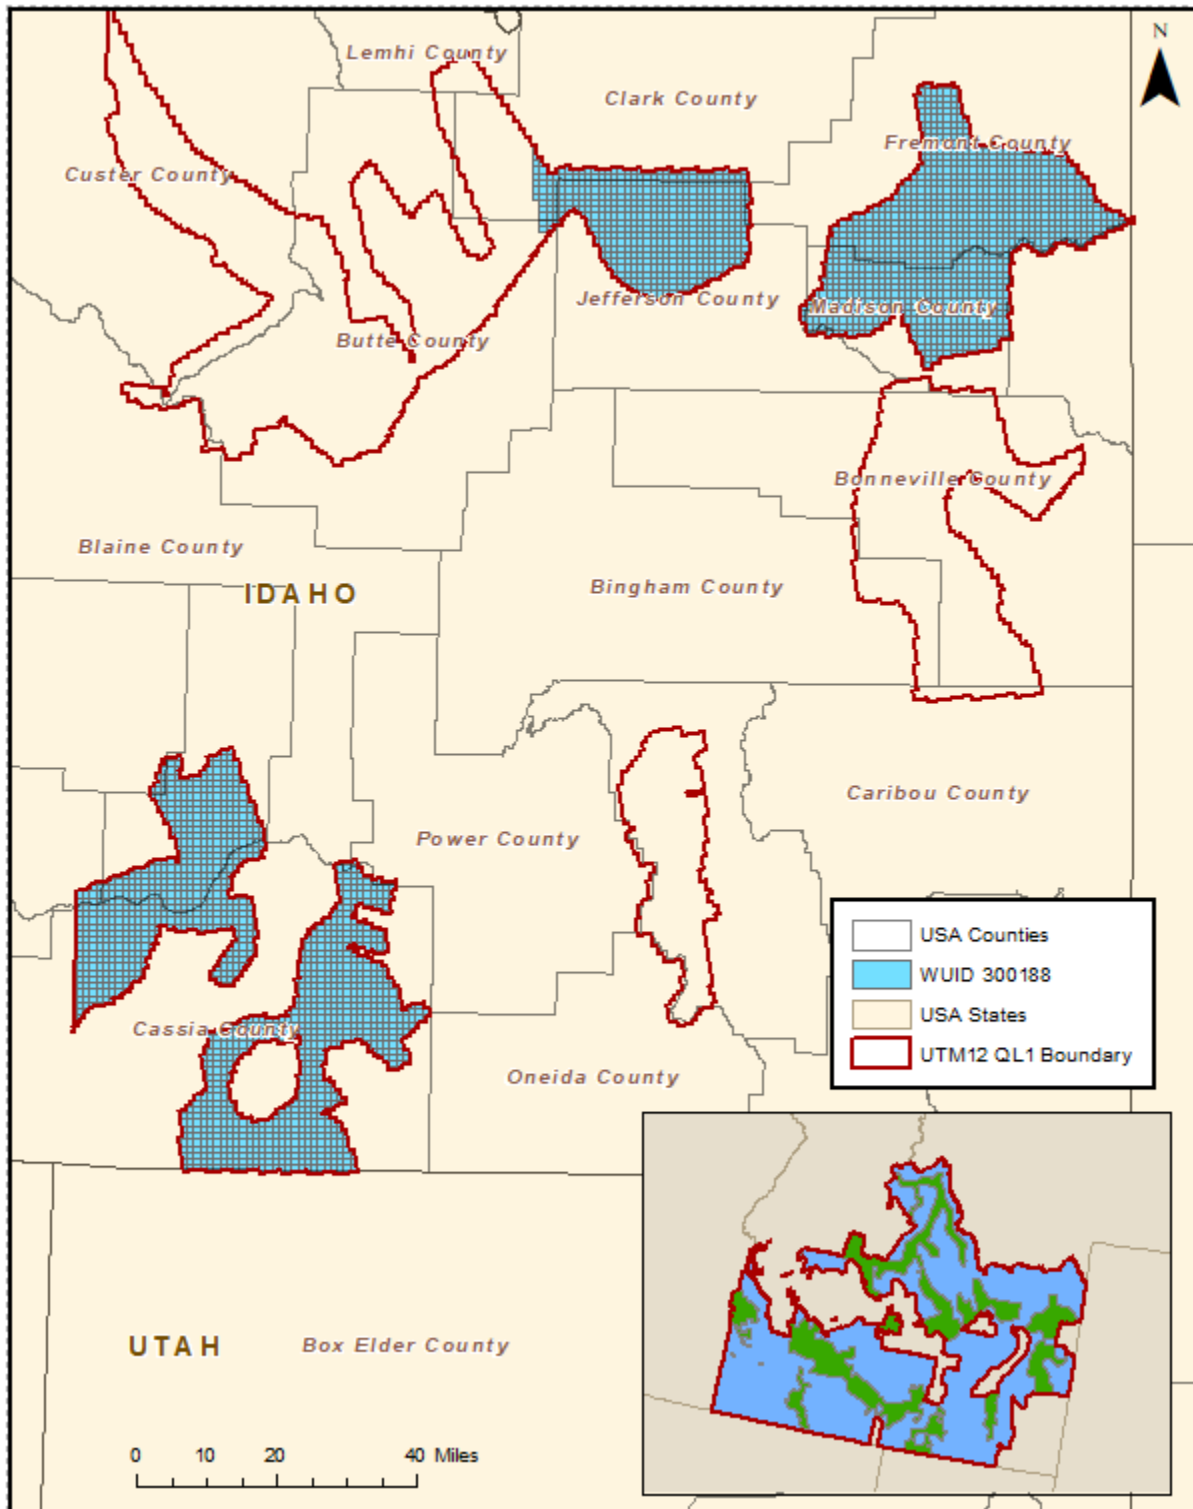 N
Lemhi County
Clark County
Fremont County
Custer County
Jefferson County
Madison County
Butte County
Bonneville County
Blaine County
Bingham County
IDAHO
Caribou County
Power County
USA Counties
WUID 300188
USA States
UTM12 QL1 Boundary
Cassia County
Oneida County
UTAH
Box Elder County
0 10 20 40 Miles